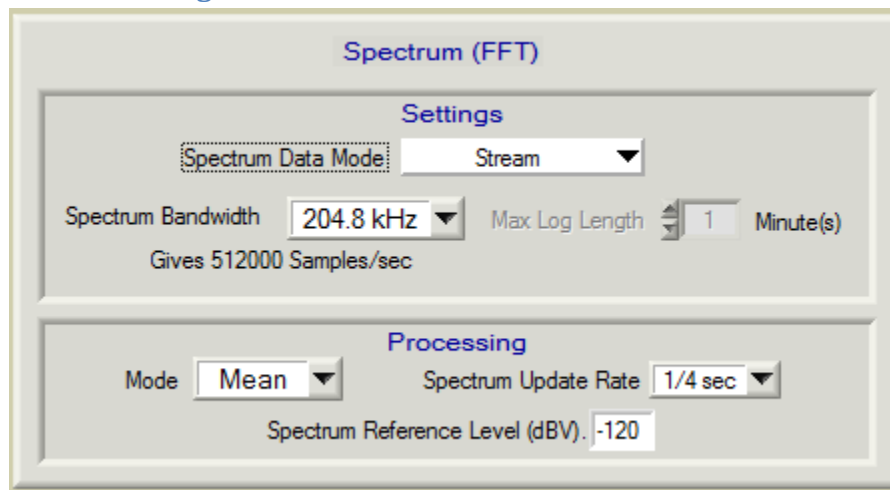 Spectrum (FFT)
Settings
Spectrum Data Mode Stream
Spectrum Bandwidth 204.8 kHz Max Log Length 1 Minute(s)
Gives 512000 Samples/sec
Processing
Mode Mean Spectrum Update Rate 1/4 sec
Spectrum Reference Level (dBV). -120